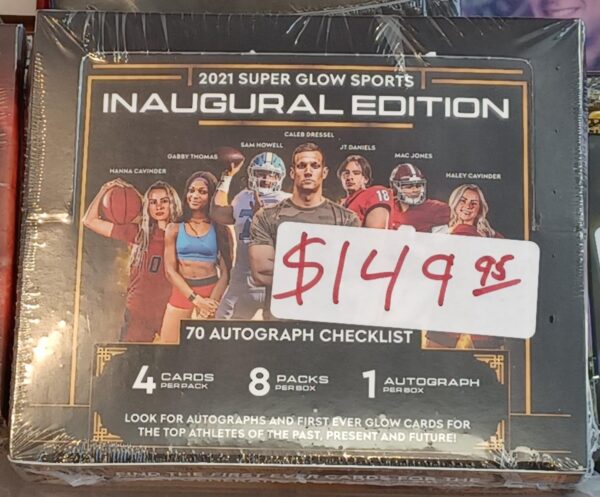 2021 SUPER GLOW SPORTS
INAUGURAL EDITION
CALEB DRESSEL
SAM HOWELL
JT DANIELS
GABBY THOMAS
MAC JONES
HANNA CAVINDER
HALEY CAVINDER
18
$149 95
70 AUTOGRAPH CHECKLIST
4 CARDS PER PACK 8 PACKS PER BOX 1 AUTOGRAPH PER BOX
LOOK FOR AUTOGRAPHS AND FIRST EVER GLOW CARDS FOR
THE TOP ATHLETES OF THE PAST, PRESENT AND FUTURE!